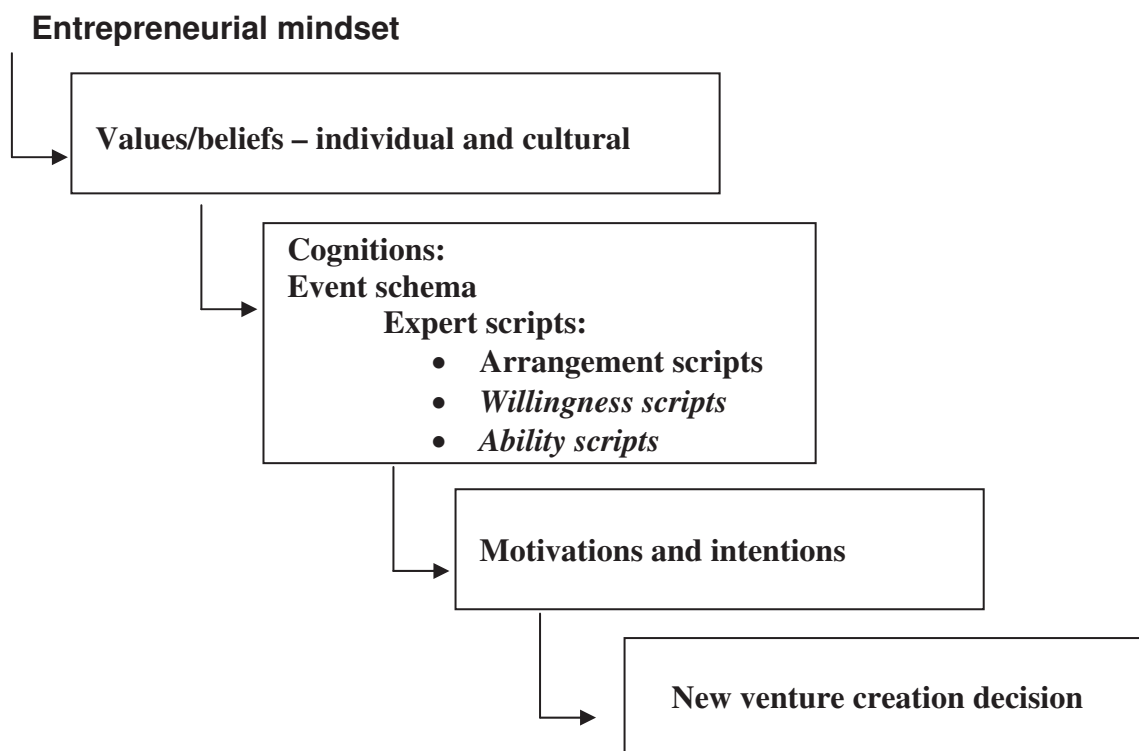 Entrepreneurial mindset
Values/beliefs – individual and cultural
Cognitions:
Event schema
Expert scripts:
• Arrangement scripts
• Willingness scripts
• Ability scripts
Motivations and intentions
New venture creation decision